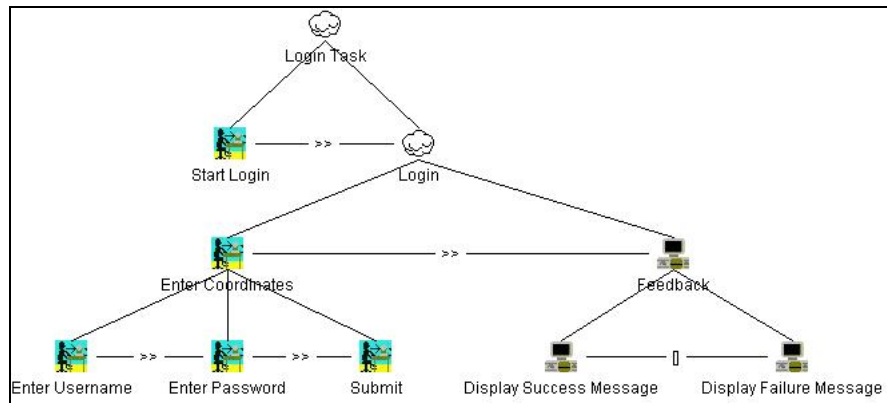 Login Task
>>
Start Login
Login
>>
Enter Coordinates
Feedback
>>
>>
[]
Enter Username
Enter Password
Submit
Display Success Message
Display Failure Message